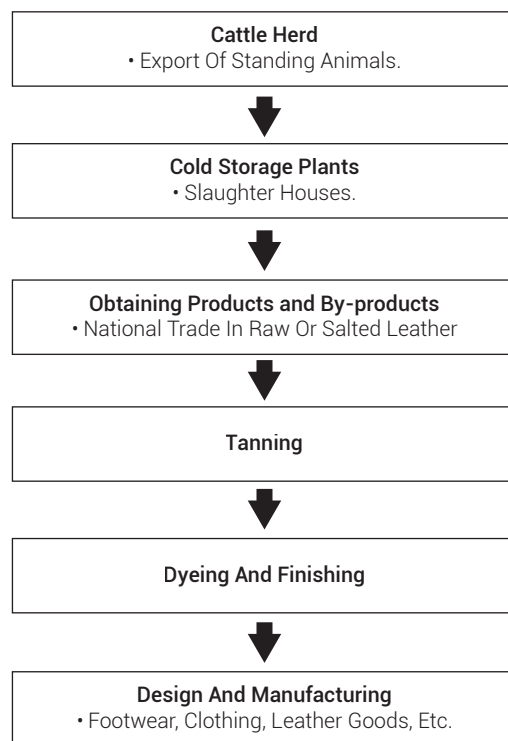 Cattle Herd
• Export Of Standing Animals.
Cold Storage Plants
• Slaughter Houses.
Obtaining Products and By-products
• National Trade In Raw Or Salted Leather
Tanning
Dyeing And Finishing
Design And Manufacturing
• Footwear, Clothing, Leather Goods, Etc.